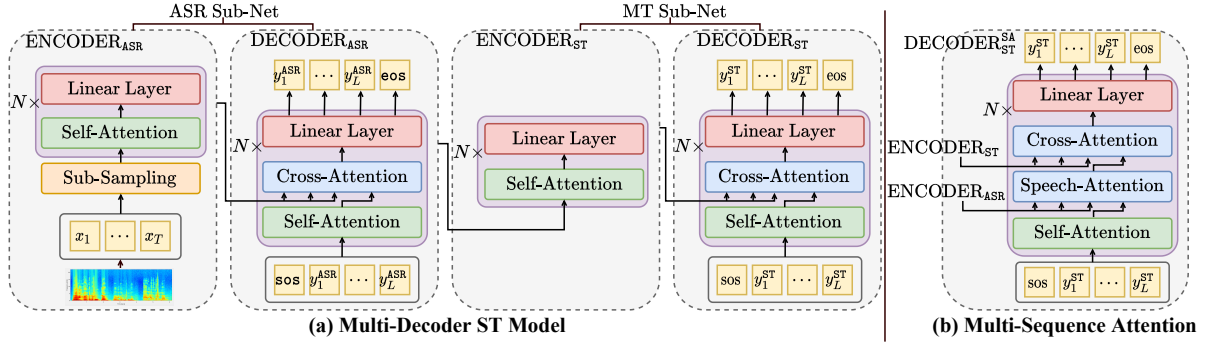 ASR Sub-Net
MT Sub-Net
ENCODER_ASR
N×
Linear Layer
Self-Attention
Sub-Sampling
x_1 ... x_T
DECODER_ASR
y_1^ASR ... y_L^ASR eos
N×
Linear Layer
Cross-Attention
Self-Attention
sos y_1^ASR ... y_L^ASR
ENCODER_ST
N×
Linear Layer
Self-Attention
DECODER_ST
y_1^ST ... y_L^ST eos
N×
Linear Layer
Cross-Attention
Self-Attention
sos y_1^ST ... y_L^ST
(a) Multi-Decoder ST Model
DECODER_ST^SA
y_1^ST ... y_L^ST eos
N×
Linear Layer
Cross-Attention
ENCODER_ST
Speech-Attention
ENCODER_ASR
Self-Attention
sos y_1^ST ... y_L^ST
(b) Multi-Sequence Attention